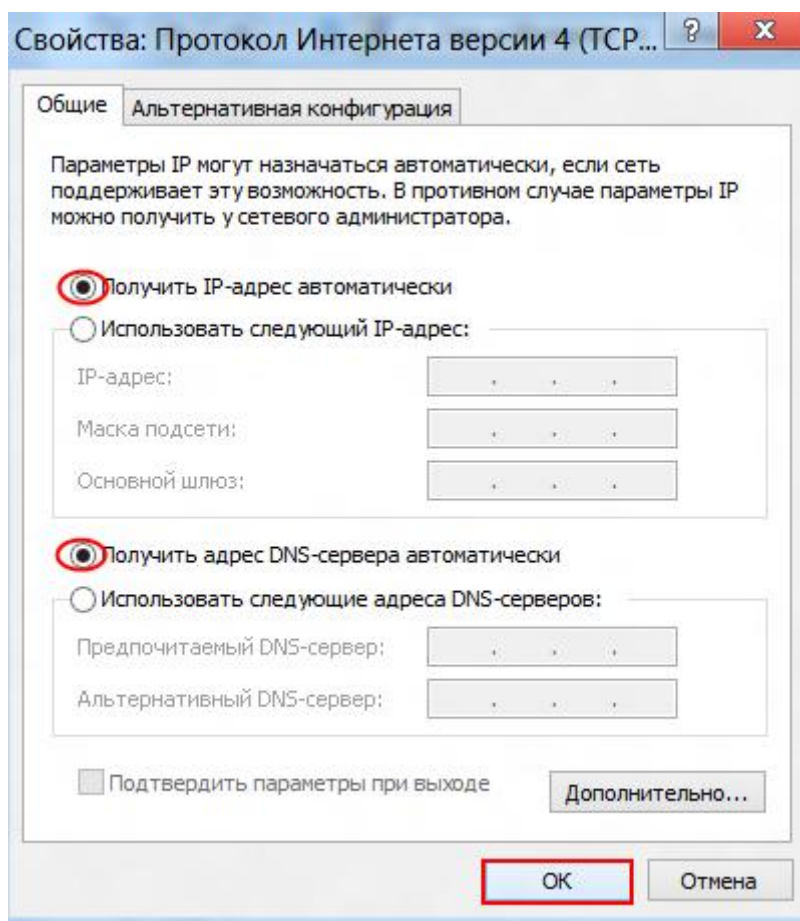 Свойства: Протокол Интернета версии 4 (TCP...
?
X
Общие
Альтернативная конфигурация
Параметры IP могут назначаться автоматически, если сеть
поддерживает эту возможность. В противном случае параметры IP
можно получить у сетевого администратора.
Получить IP-адрес автоматически
Использовать следующий IP-адрес:
IP-адрес:
Маска подсети:
Основной шлюз:
Получить адрес DNS-сервера автоматически
Использовать следующие адреса DNS-серверов:
Предпочитаемый DNS-сервер:
Альтернативный DNS-сервер:
Подтвердить параметры при выходе
Дополнительно...
ОК
Отмена